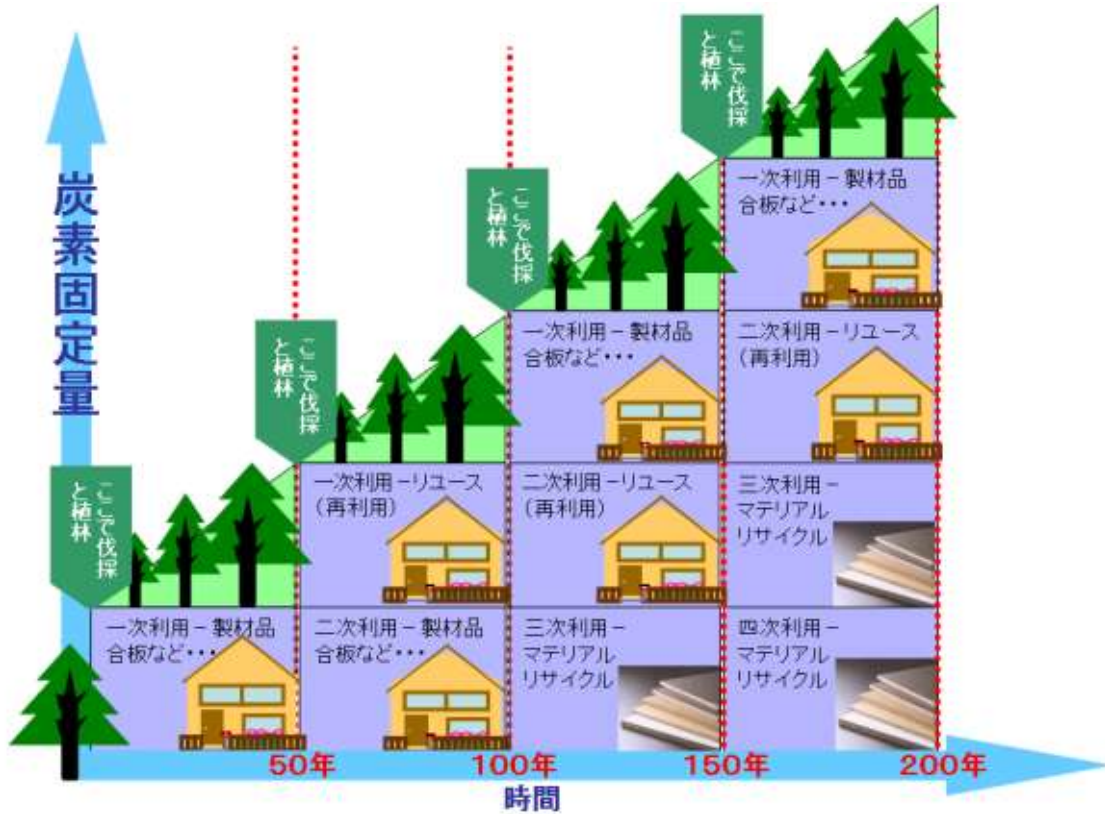 炭素固定量
ここで伐採
と植林
ここで伐採
と植林
ここで伐採
と植林
ここで伐採
と植林
一次利用－製材品
合板など・・・
一次利用－製材品
合板など・・・
二次利用－リユース
(再利用)
一次利用－リユース
(再利用)
二次利用－リユース
(再利用)
三次利用－
マテリアル
リサイクル
一次利用－製材品
合板など・・・
二次利用－製材品
合板など・・・
三次利用－
マテリアル
リサイクル
四次利用－
マテリアル
リサイクル
50年
100年
150年
200年
時間